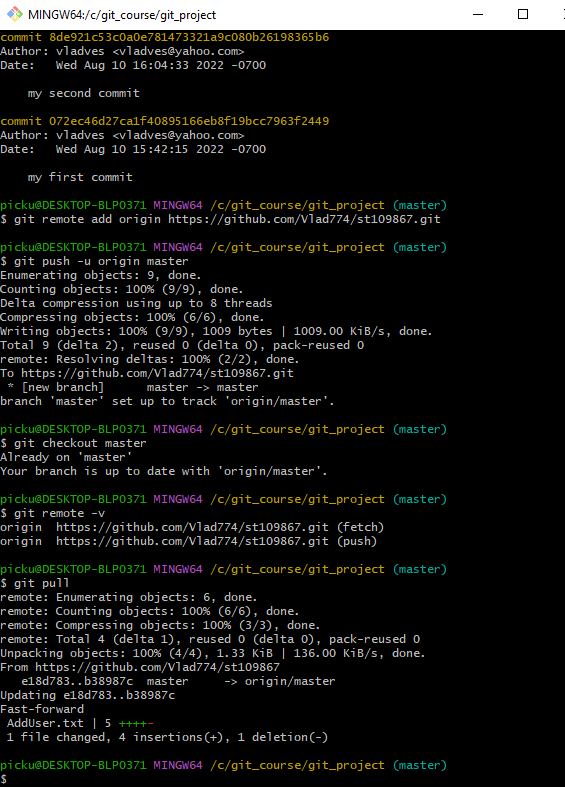 MINGW64:/c/git_course/git_project
commit 8de921c53c0a0e781473321a9c080b26198365b6
Author: vladves <vladves@yahoo.com>
Date:   Wed Aug 10 16:04:33 2022 -0700
    my second commit
commit 072ec46d27ca1f40895166eb8f19bcc7963f2449
Author: vladves <vladves@yahoo.com>
Date:   Wed Aug 10 15:42:15 2022 -0700
    my first commit
picku@DESKTOP-BLPO371 MINGW64 /c/git_course/git_project (master)
$ git remote add origin https://github.com/Vlad774/st109867.git
picku@DESKTOP-BLPO371 MINGW64 /c/git_course/git_project (master)
$ git push -u origin master
Enumerating objects: 9, done.
Counting objects: 100% (9/9), done.
Delta compression using up to 8 threads
Compressing objects: 100% (6/6), done.
Writing objects: 100% (9/9), 1009 bytes | 1009.00 KiB/s, done.
Total 9 (delta 2), reused 0 (delta 0), pack-reused 0
remote: Resolving deltas: 100% (2/2), done.
To https://github.com/Vlad774/st109867.git
 * [new branch]      master -> master
branch 'master' set up to track 'origin/master'.
picku@DESKTOP-BLPO371 MINGW64 /c/git_course/git_project (master)
$ git checkout master
Already on 'master'
Your branch is up to date with 'origin/master'.
picku@DESKTOP-BLPO371 MINGW64 /c/git_course/git_project (master)
$ git remote -v
origin  https://github.com/Vlad774/st109867.git (fetch)
origin  https://github.com/Vlad774/st109867.git (push)
picku@DESKTOP-BLPO371 MINGW64 /c/git_course/git_project (master)
$ git pull
remote: Enumerating objects: 6, done.
remote: Counting objects: 100% (6/6), done.
remote: Compressing objects: 100% (3/3), done.
remote: Total 4 (delta 1), reused 0 (delta 0), pack-reused 0
Unpacking objects: 100% (4/4), 1.33 KiB | 136.00 KiB/s, done.
From https://github.com/Vlad774/st109867
   e18d783..b38987c  master     -> origin/master
Updating e18d783..b38987c
Fast-forward
 AddUser.txt | 5 ++++-
 1 file changed, 4 insertions(+), 1 deletion(-)
picku@DESKTOP-BLPO371 MINGW64 /c/git_course/git_project (master)
$